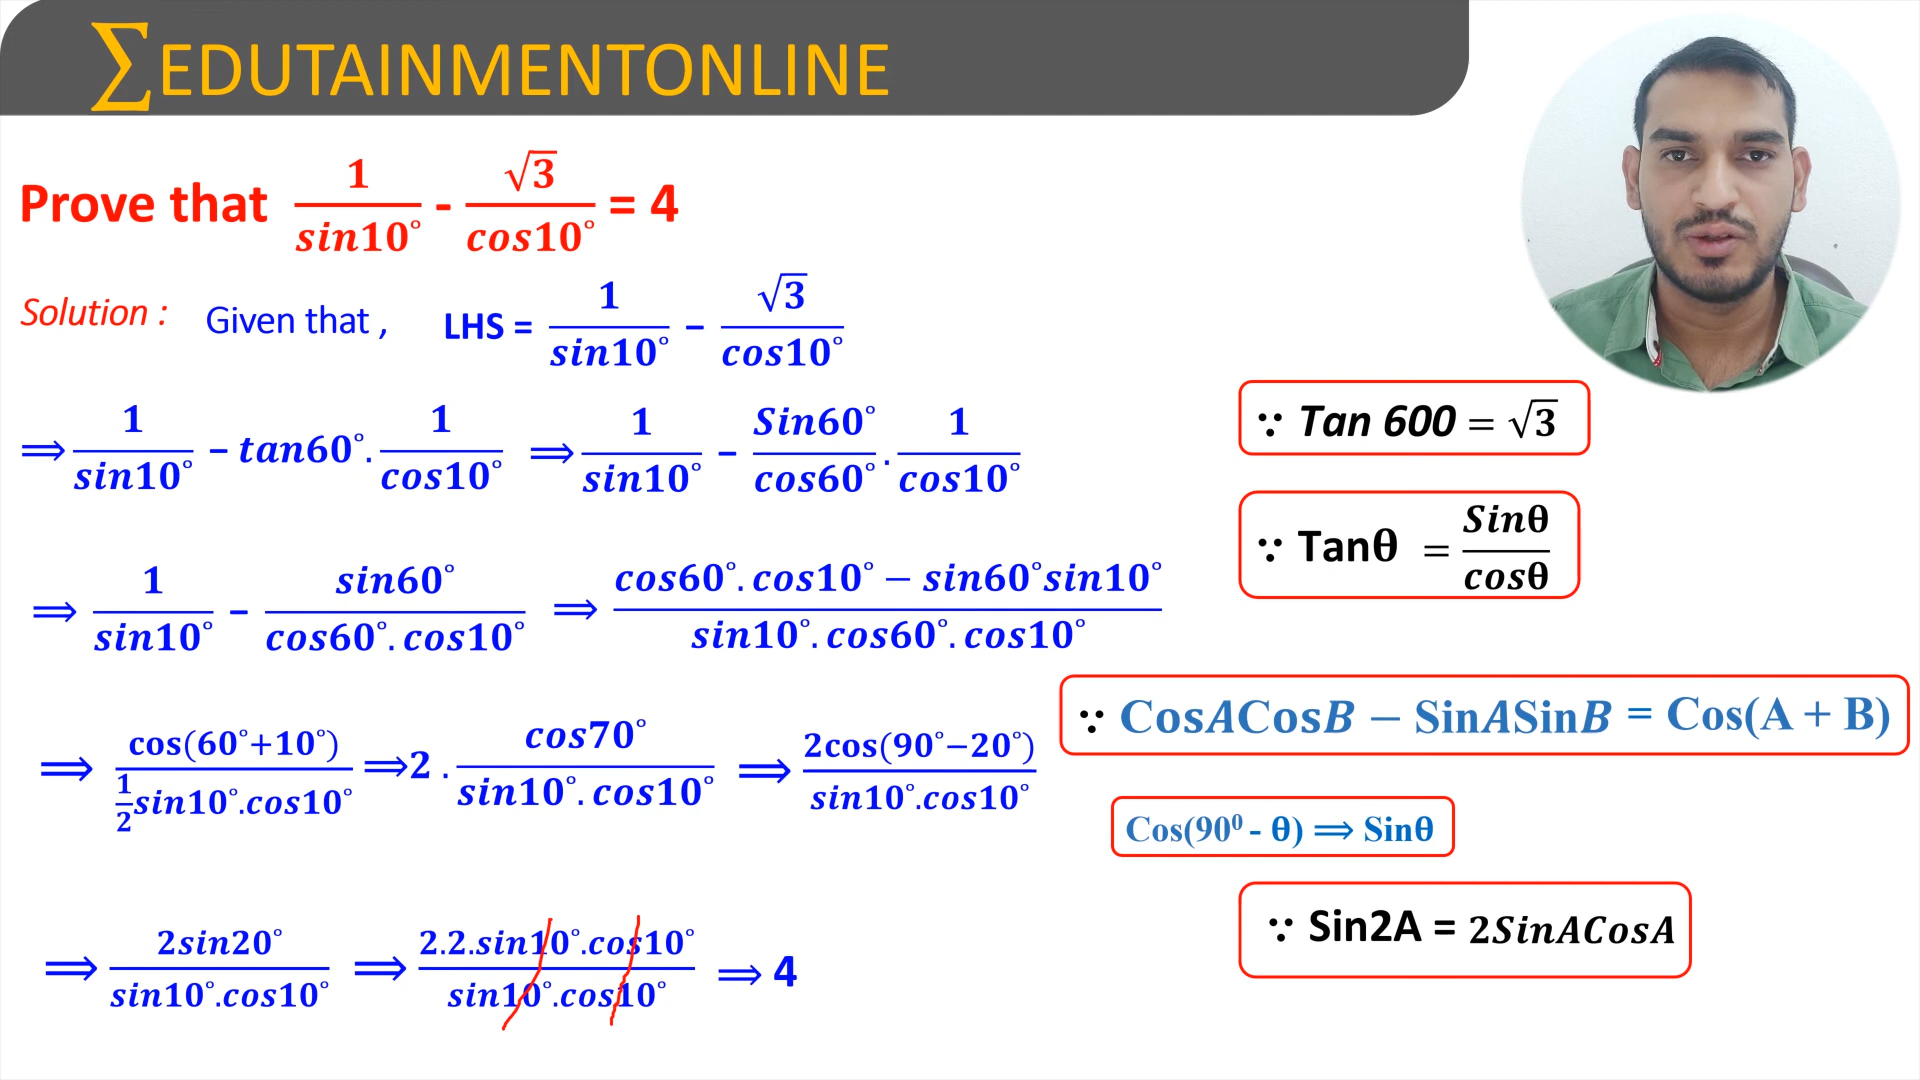 ∑EDUTAINMENTONLINE
Prove that 1/sin10° - √3/cos10° = 4
Solution : Given that , LHS = 1/sin10° − √3/cos10°
⟹ 1/sin10° − tan60°. 1/cos10° ⟹ 1/sin10° − Sin60°/cos60° . 1/cos10°
∵ Tan 600 = √3
∵ Tanθ = Sinθ/cosθ
⟹ 1/sin10° − sin60°/cos60°.cos10° ⟹ cos60°.cos10° − sin60°sin10°/sin10°.cos60°.cos10°
∵ CosACosB − SinASinB = Cos(A + B)
⟹ cos(60°+10°)/½sin10°.cos10° ⟹2 . cos70°/sin10°.cos10° ⟹ 2cos(90°−20°)/sin10°.cos10°
Cos(90⁰ - θ) ⟹ Sinθ
∵ Sin2A = 2SinACosA
⟹ 2sin20°/sin10°.cos10° ⟹ 2.2.sin10°.cos10°/sin10°.cos10° ⟹ 4